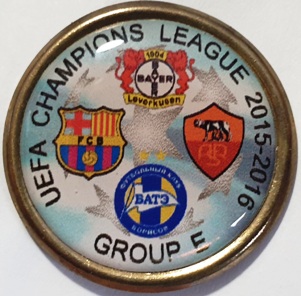 UEFA CHAMPIONS LEAGUE 2015-2016
1904
BAYER
Leverkusen
FCB
ФУТБОЛЬНЫЙ КЛУБ
БАТЭ
БОРИСОВ
GROUP E